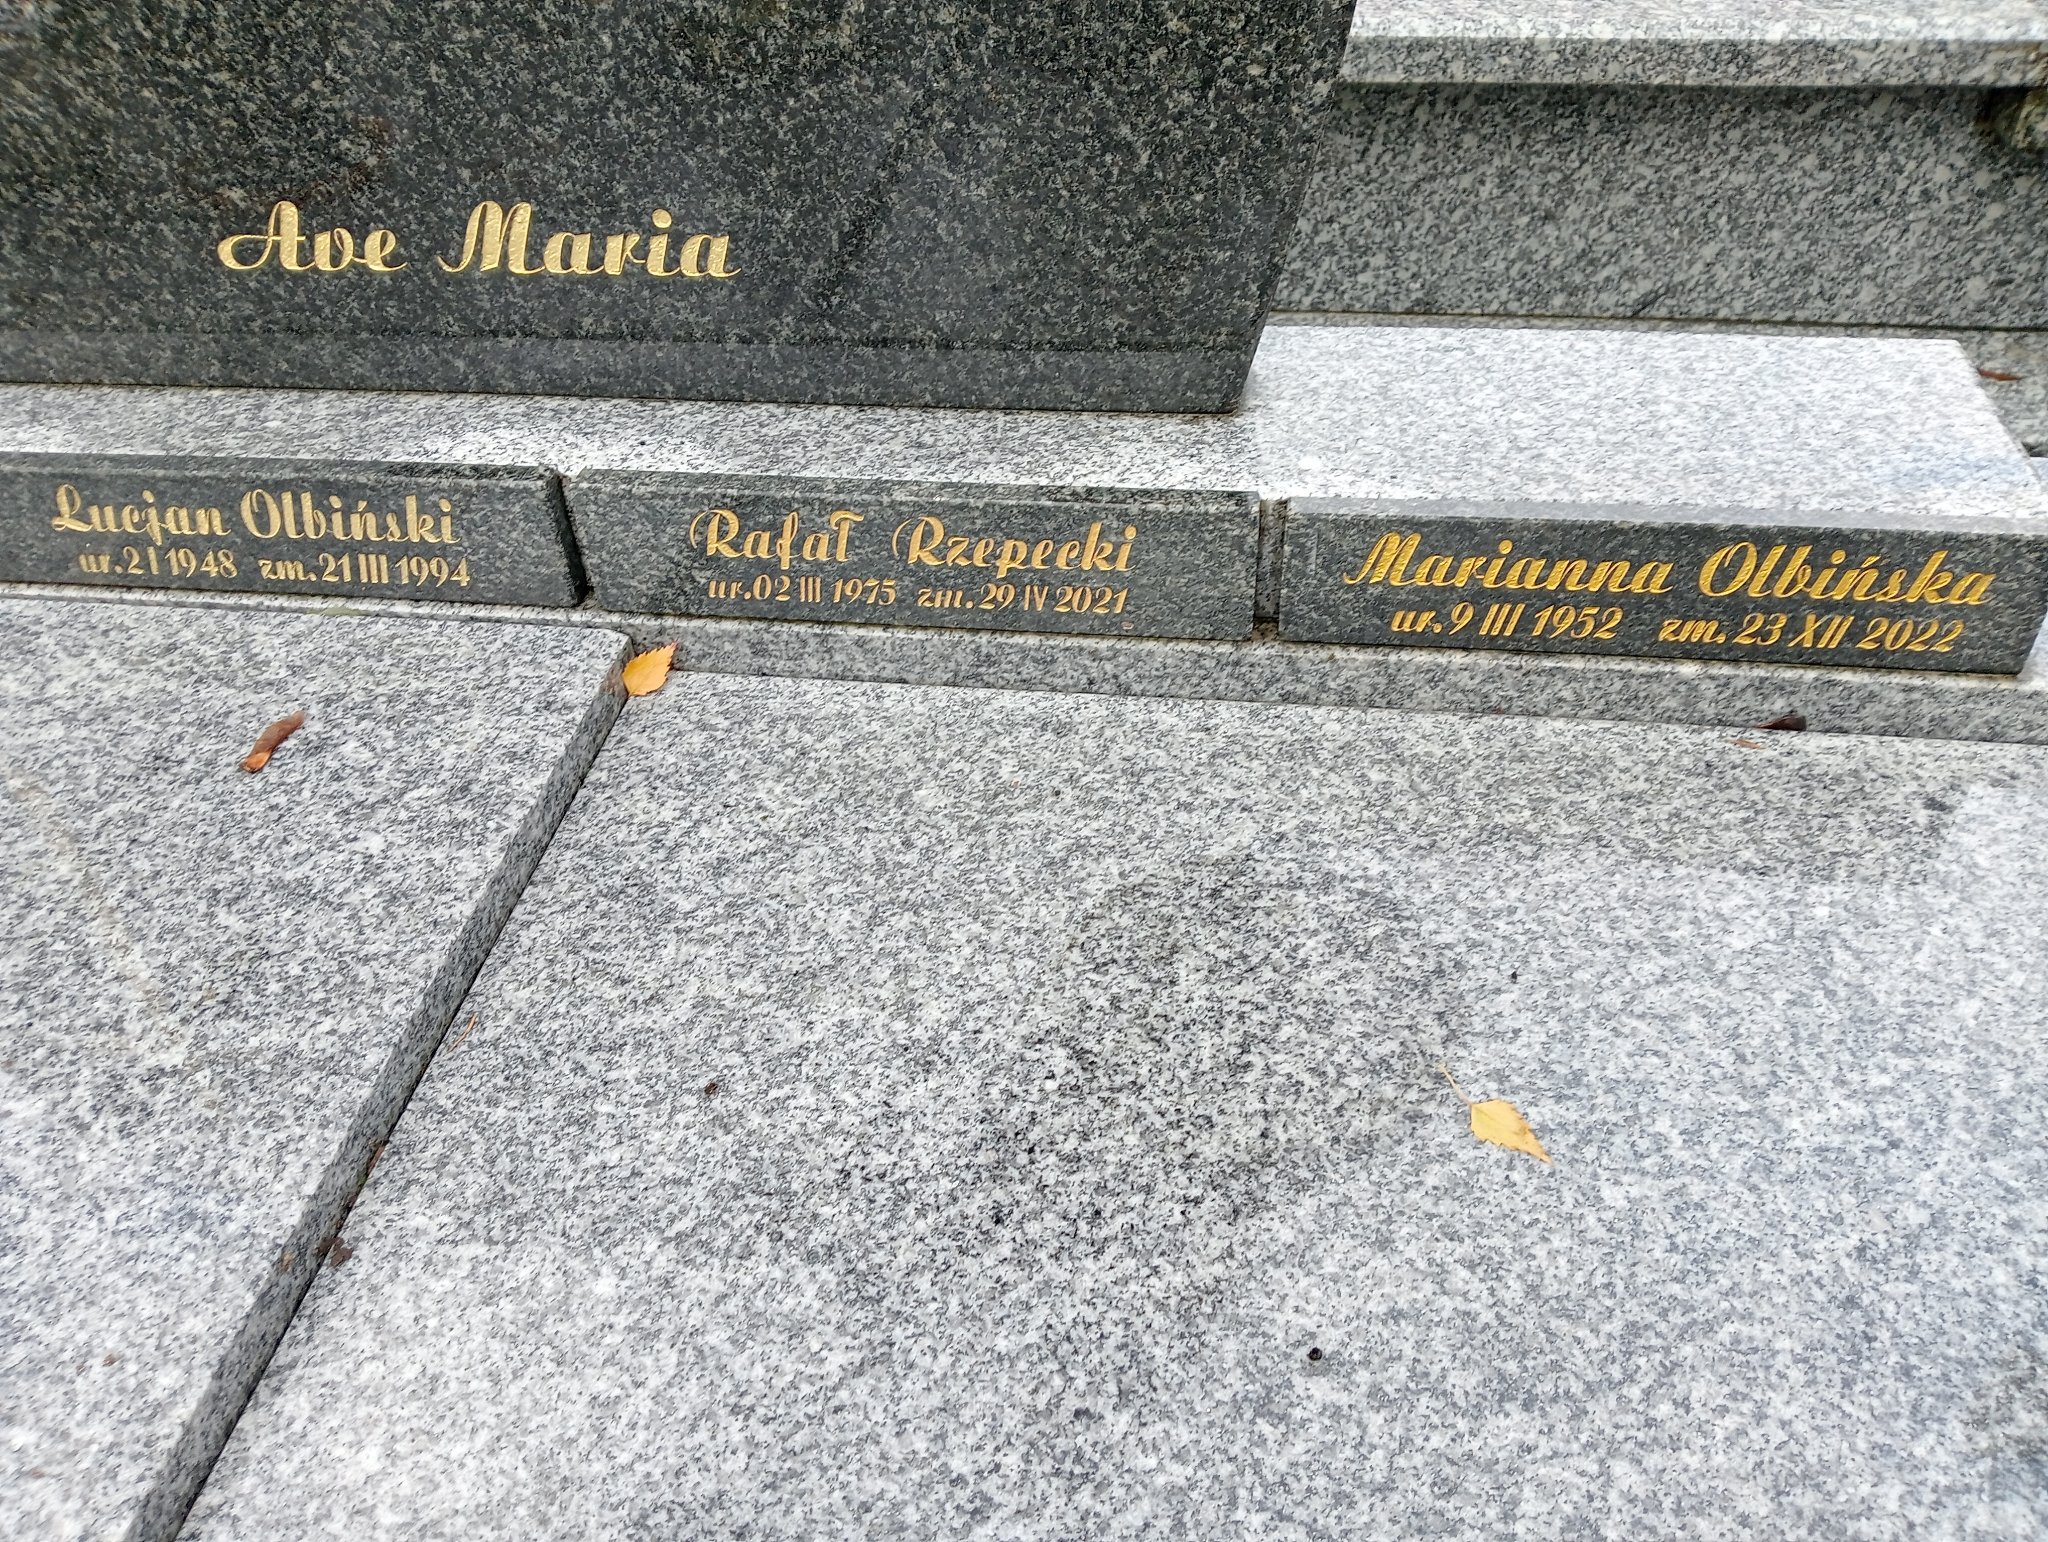 Ave Maria
Lucjan Olbiński
ur. 2 I 1948 zm. 21 III 1994
Rafał Rzepecki
ur. 02 III 1975 zm. 29 IV 2021
Marianna Olbińska
ur. 9 III 1952 zm. 23 XII 2022